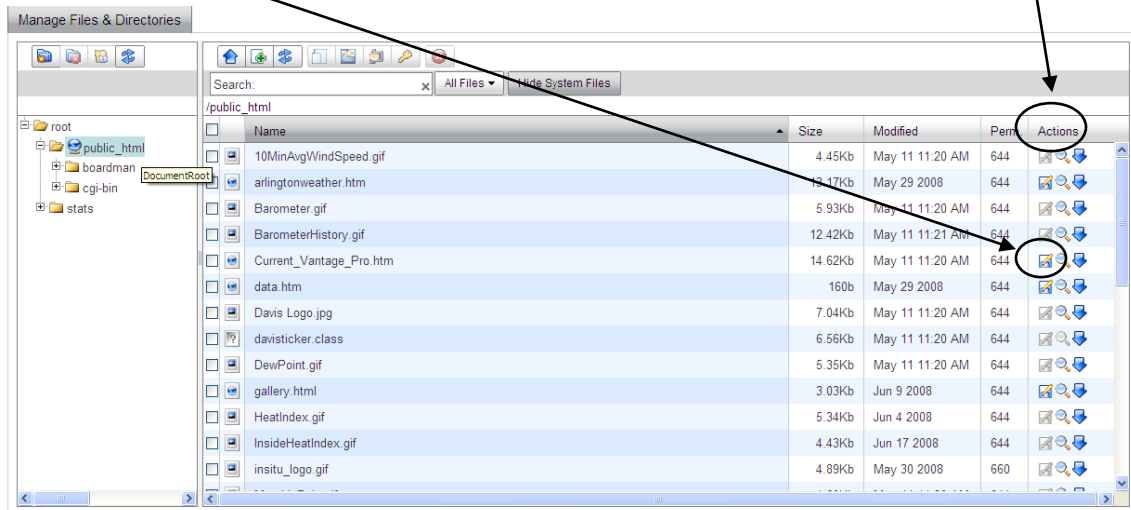 Manage Files & Directories
Search: x All Files Hide System Files
/public_html
root
public_html
boardman
DocumentRoot
cgi-bin
stats
Name Size Modified Perm Actions
10MinAvgWindSpeed.gif 4.45Kb May 11 11:20 AM 644
arlingtonweather.htm 13.17Kb May 29 2008 644
Barometer.gif 5.93Kb May 11 11:20 AM 644
BarometerHistory.gif 12.42Kb May 11 11:21 AM 644
Current_Vantage_Pro.htm 14.62Kb May 11 11:20 AM 644
data.htm 160b May 29 2008 644
Davis Logo.jpg 7.04Kb May 11 11:20 AM 644
davisticker.class 6.56Kb May 11 11:20 AM 644
DewPoint.gif 5.35Kb May 11 11:20 AM 644
gallery.html 3.03Kb Jun 9 2008 644
HeatIndex.gif 5.34Kb Jun 4 2008 644
InsideHeatIndex.gif 4.43Kb Jun 17 2008 644
insitu_logo.gif 4.89Kb May 30 2008 660